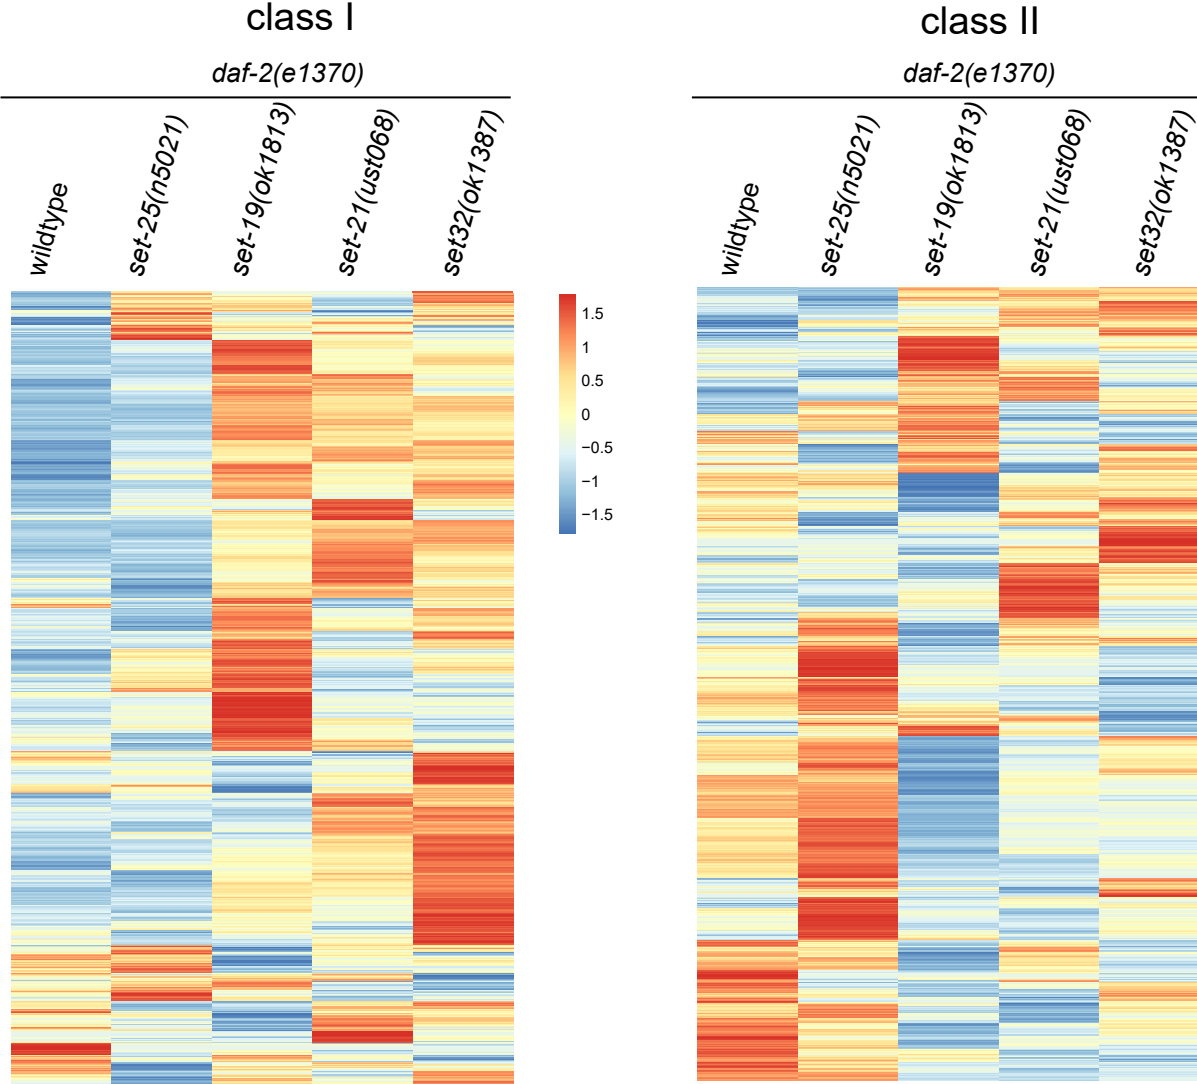 class I
daf-2(e1370)
wildtype
set-25(n5021)
set-19(ok1813)
set-21(ust068)
set32(ok1387)
1.5
1
0.5
0
−0.5
−1
−1.5
class II
daf-2(e1370)
wildtype
set-25(n5021)
set-19(ok1813)
set-21(ust068)
set32(ok1387)